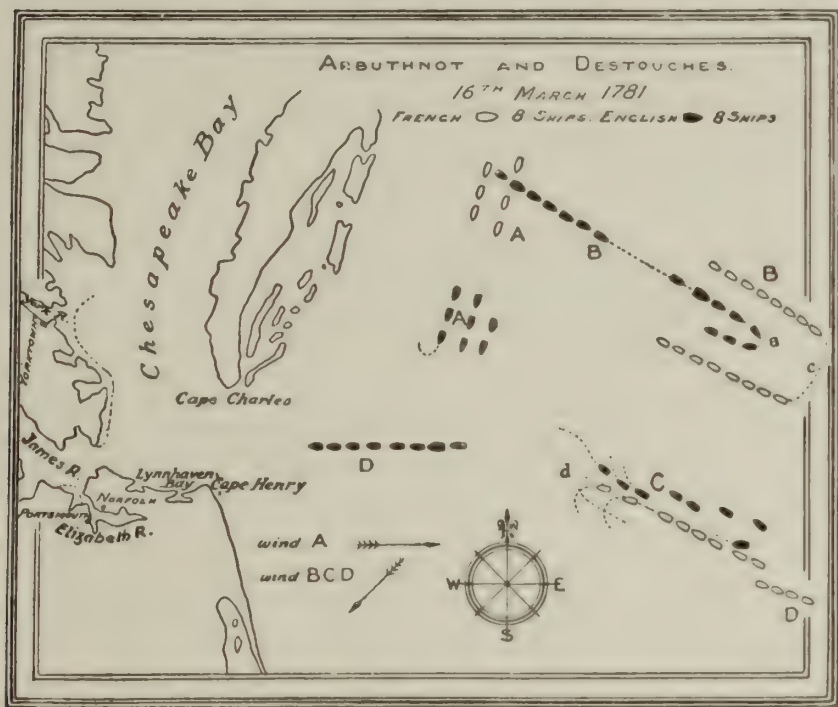 ARBUTHNOT AND DESTOUCHES.
16TH MARCH 1781
FRENCH 8 SHIPS. ENGLISH 8 SHIPS
Chesapeake Bay
A
B
B
a
c
A
YORKTOWN
Cape Charles
D
d
C
James R.
Lynnhaven
Bay
Cape Henry
NORFOLK
PORTSMOUTH
Elizabeth R.
wind A
wind BCD
W
E
S
D